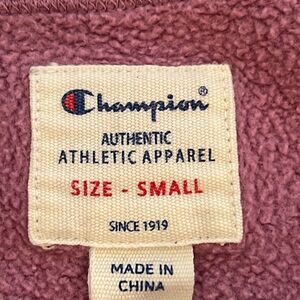 Champion®
AUTHENTIC
ATHLETIC APPAREL
SIZE - SMALL
SINCE 1919
MADE IN
CHINA